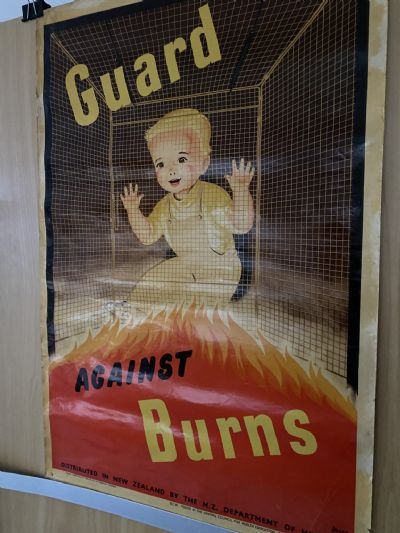 Guard
AGAINST
Burns
DISTRIBUTED IN NEW ZEALAND BY THE N.Z. DEPARTMENT OF